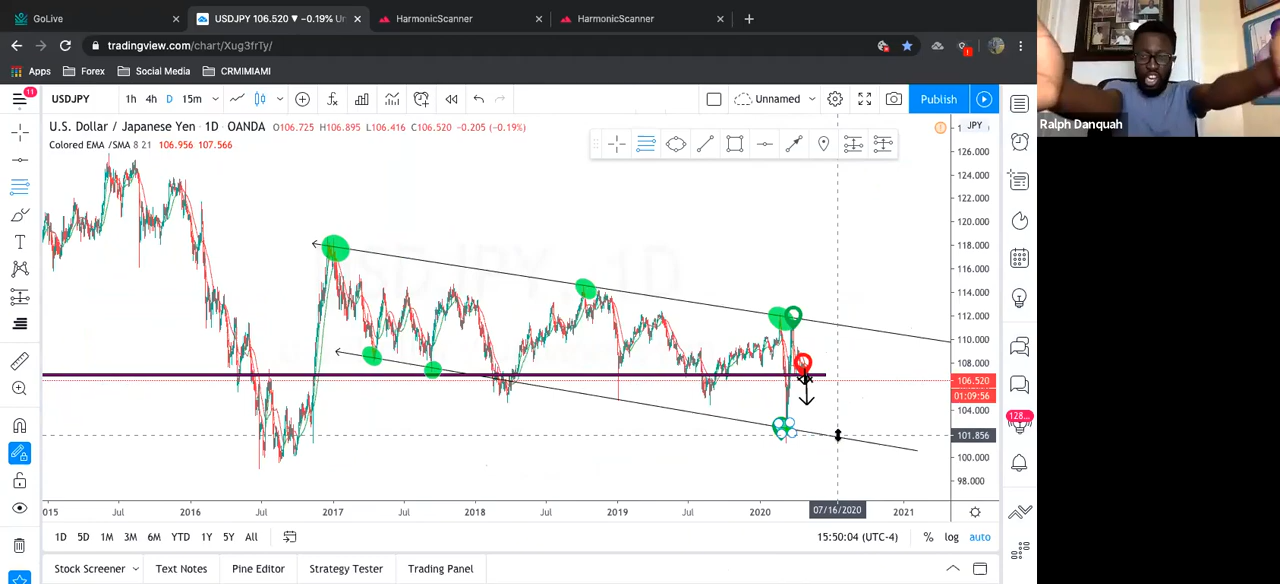 GoLive
USDJPY 106.520 ▼ −0.19% Un
HarmonicScanner
HarmonicScanner
tradingview.com/chart/Xug3frTy/
Apps
Forex
Social Media
CRMIMIAMI
11
USDJPY
1h
4h
D
15m
Unnamed
Publish
U.S. Dollar / Japanese Yen • 1D • OANDA O106.725 H106.895 L106.416 C106.520 −0.205 (−0.19%)
Colored EMA /SMA 8 21 106.956 107.566
JPY
Ralph Danquah
126.000
124.000
122.000
120.000
118.000
116.000
114.000
112.000
110.000
108.000
106.520
01:09:56
104.000
101.856
100.000
98.000
128...
2015
Jul
2016
Jul
2017
Jul
2018
Jul
2019
Jul
2020
07/16/2020
2021
1D
5D
1M
3M
6M
YTD
1Y
5Y
All
15:50:04 (UTC-4)
%
log
auto
Stock Screener
Text Notes
Pine Editor
Strategy Tester
Trading Panel